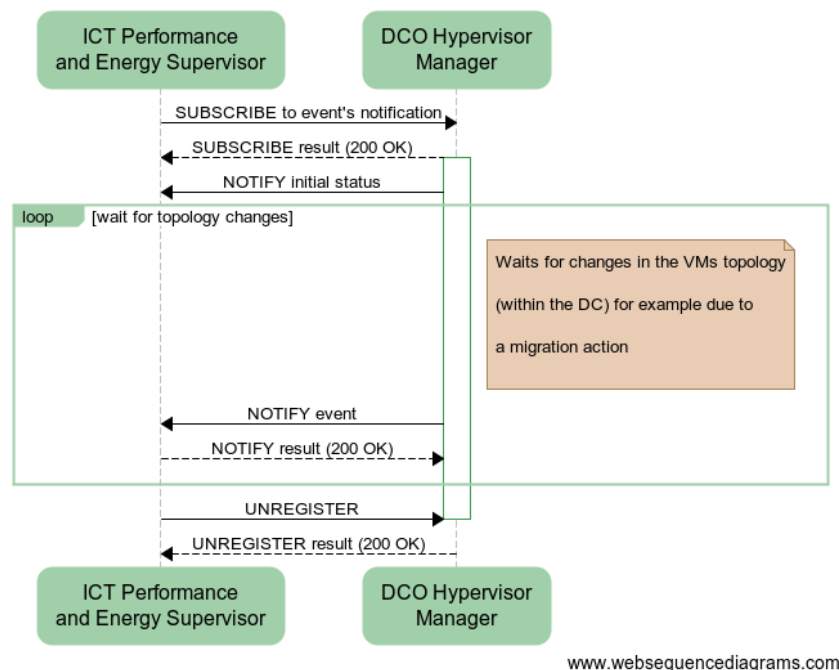 ICT Performance
and Energy Supervisor
DCO Hypervisor
Manager
SUBSCRIBE to event's notification
SUBSCRIBE result (200 OK)
NOTIFY initial status
loop
[wait for topology changes]
Waits for changes in the VMs topology
(within the DC) for example due to
a migration action
NOTIFY event
NOTIFY result (200 OK)
UNREGISTER
UNREGISTER result (200 OK)
ICT Performance
and Energy Supervisor
DCO Hypervisor
Manager
www.websequencediagrams.com